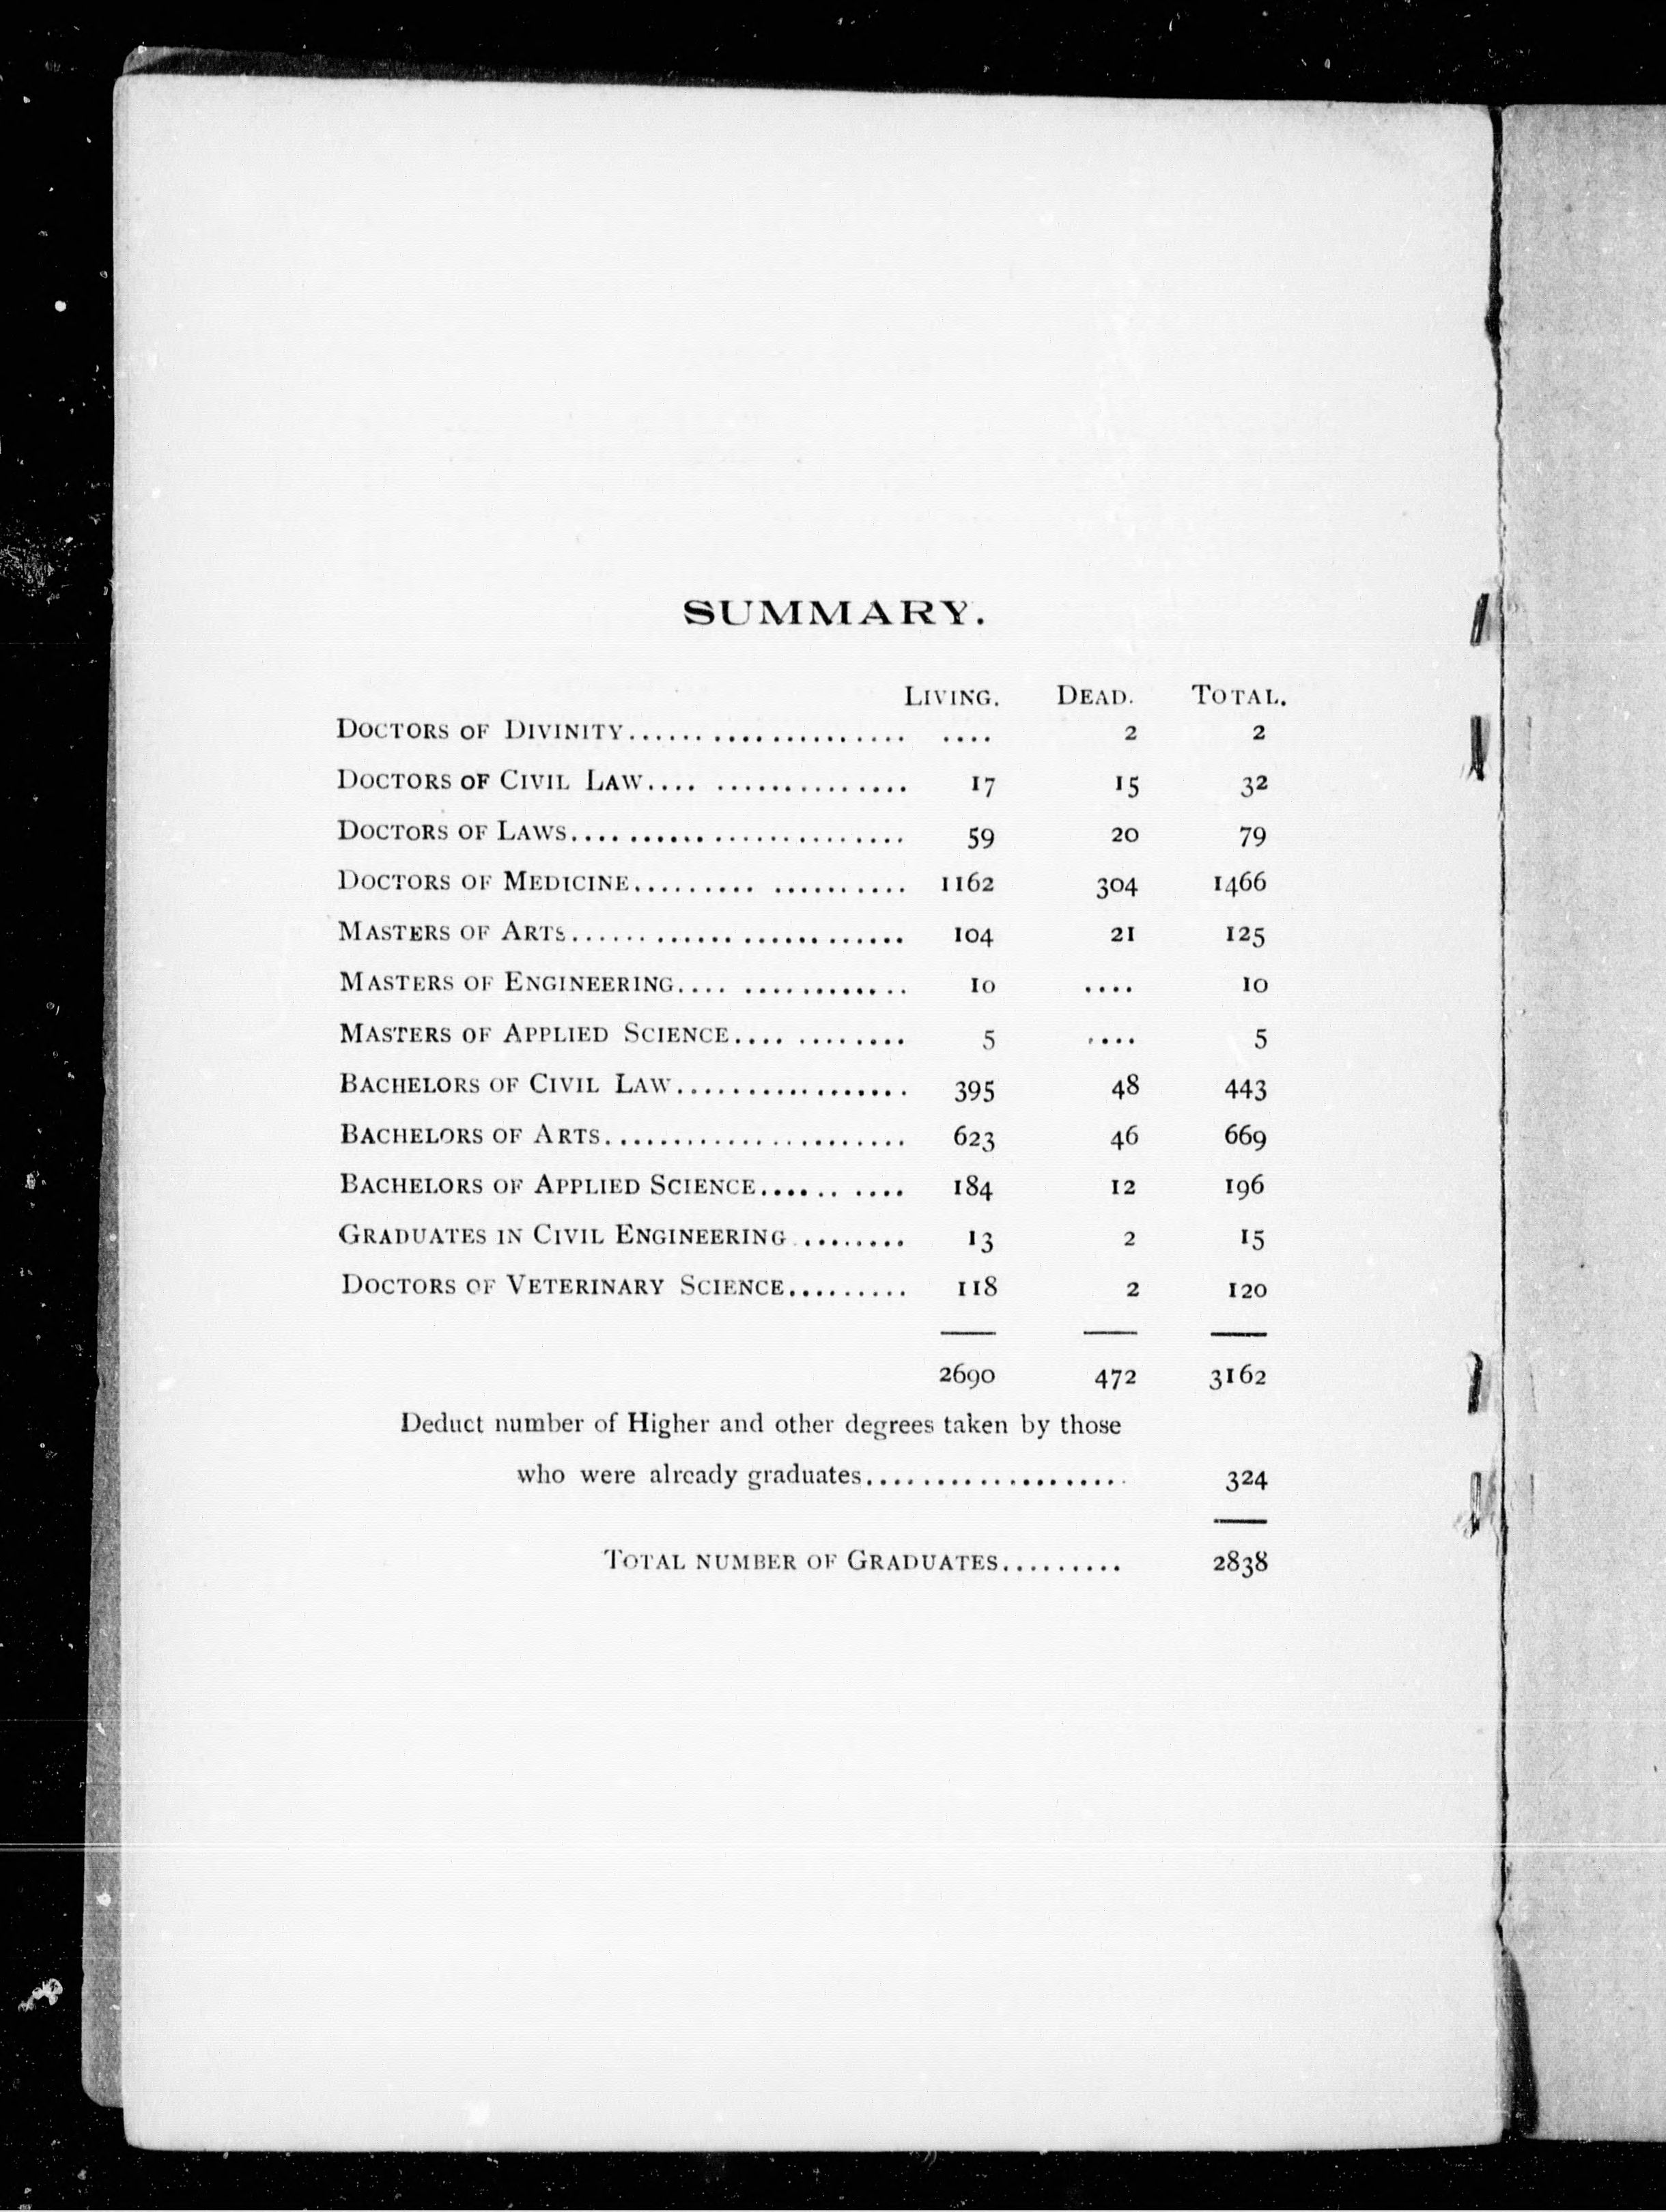 SUMMARY.
LIVING. DEAD. TOTAL.
DOCTORS OF DIVINITY.................... .... 2 2
DOCTORS OF CIVIL LAW.... .............. 17 15 32
DOCTORS OF LAWS........................ 59 20 79
DOCTORS OF MEDICINE......... .......... 1162 304 1466
MASTERS OF ARTS........................ 104 21 125
MASTERS OF ENGINEERING.... ............ 10 .... 10
MASTERS OF APPLIED SCIENCE.... ........ 5 .... 5
BACHELORS OF CIVIL LAW................. 395 48 443
BACHELORS OF ARTS...................... 623 46 669
BACHELORS OF APPLIED SCIENCE...... .... 184 12 196
GRADUATES IN CIVIL ENGINEERING ........ 13 2 15
DOCTORS OF VETERINARY SCIENCE......... 118 2 120
2690 472 3162
Deduct number of Higher and other degrees taken by those
who were already graduates................... 324
TOTAL NUMBER OF GRADUATES......... 2838